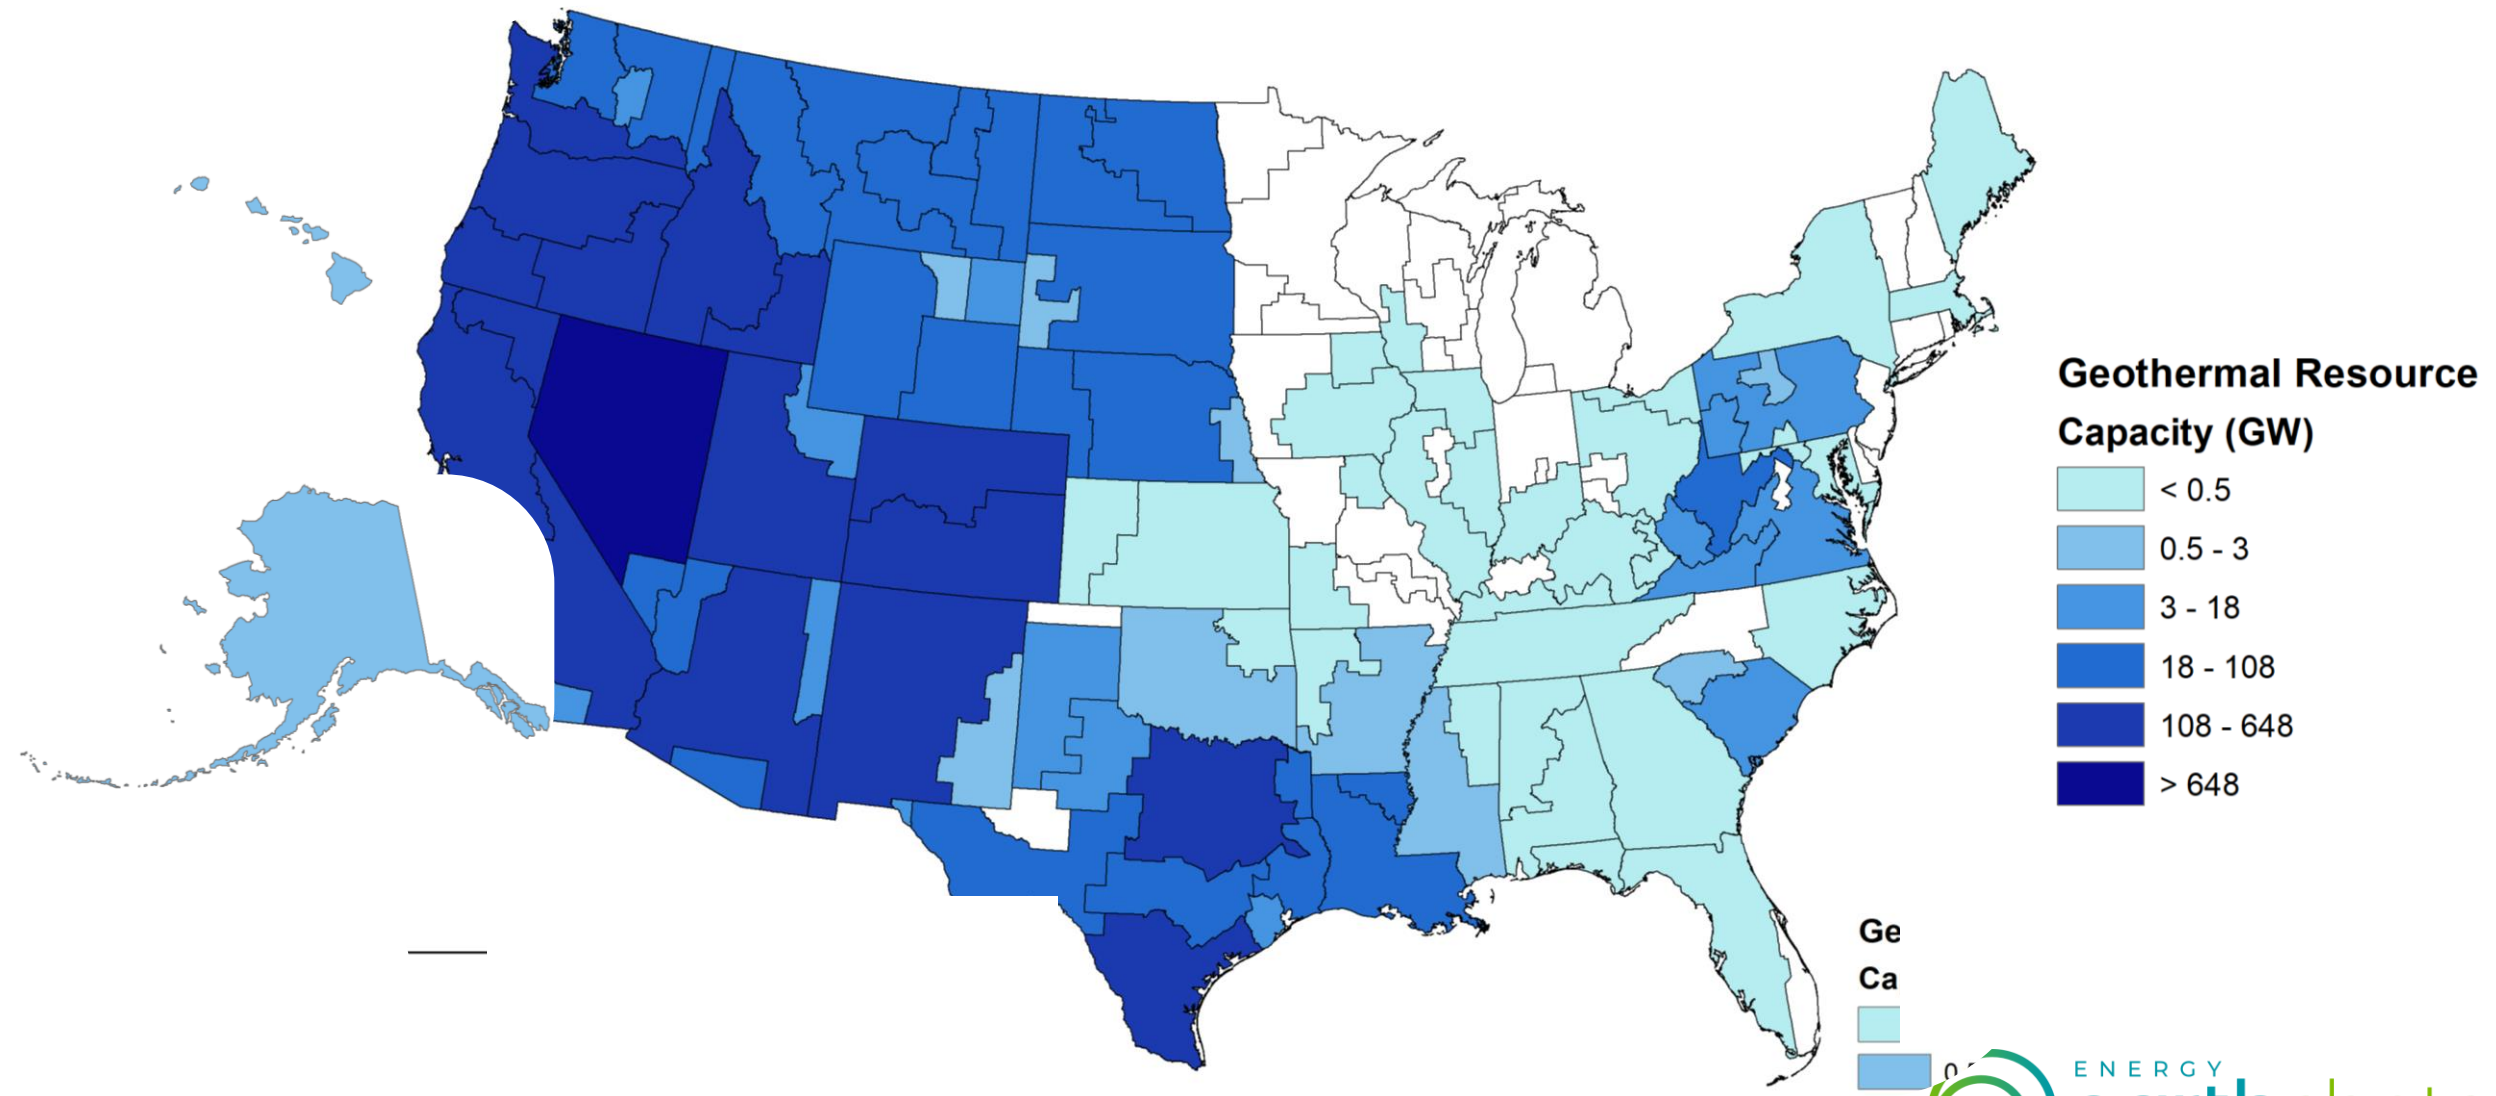 Geothermal Resource
Capacity (GW)
< 0.5
0.5 - 3
3 - 18
18 - 108
108 - 648
> 648
Ge
Ca
ENERGY